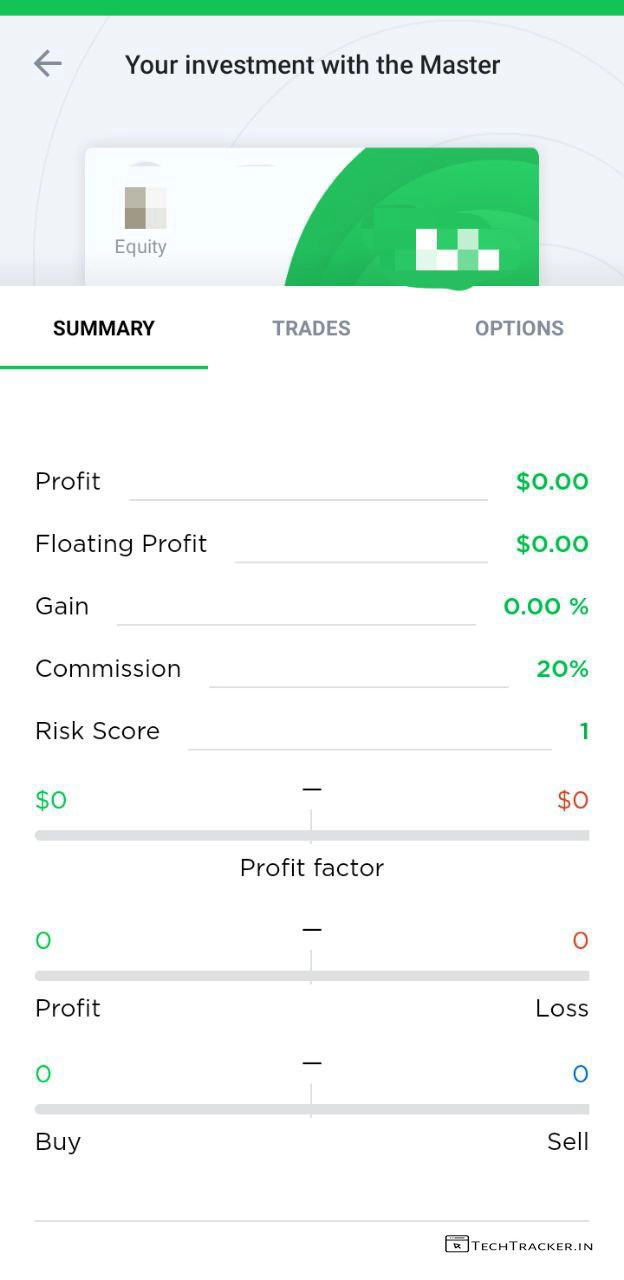 Your investment with the Master
Equity
SUMMARY TRADES OPTIONS
Profit $0.00
Floating Profit $0.00
Gain 0.00 %
Commission 20%
Risk Score 1
$0 – $0
Profit factor
0 – 0
Profit Loss
0 – 0
Buy Sell
TECHTRACKER.IN